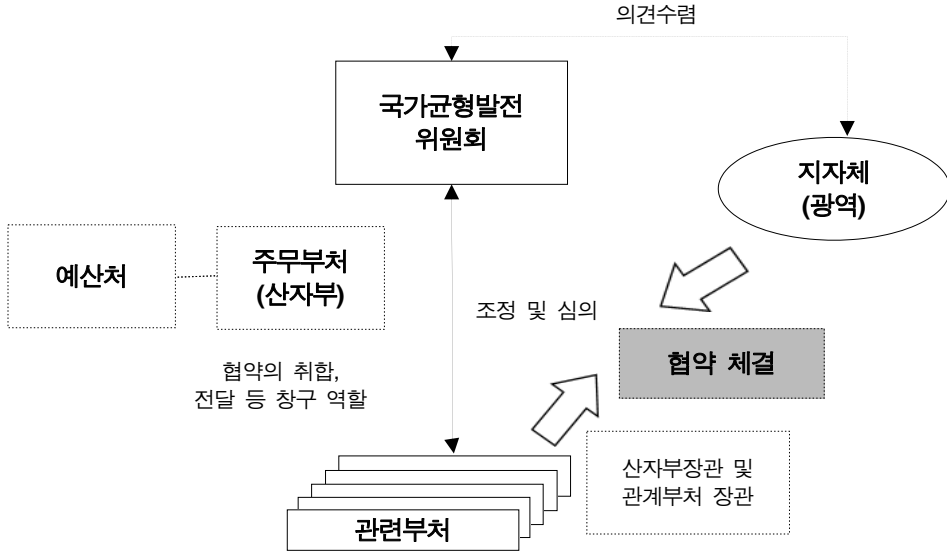 의견수렴
국가균형발전
위원회
지자체
(광역)
예산처
주무부처
(산자부)
조정 및 심의
협약 체결
협약의 취합,
전달 등 창구 역할
산자부장관 및
관계부처 장관
관련부처